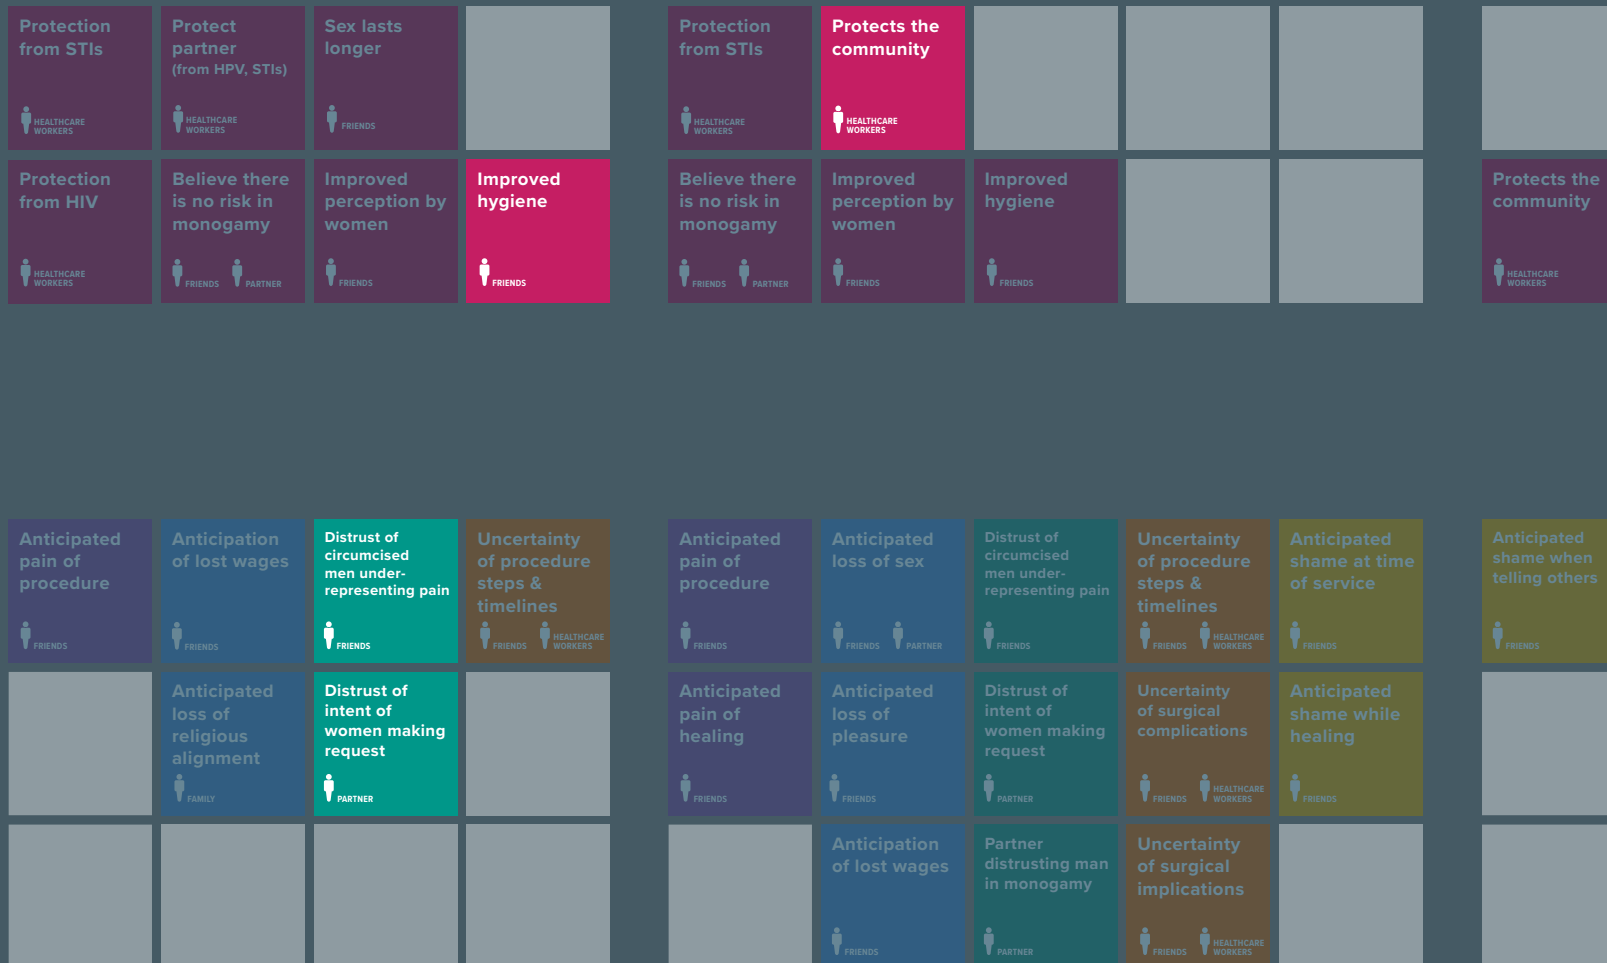 Protection
from STIs
HEALTHCARE
WORKERS
Protect
partner
(from HPV, STIs)
HEALTHCARE
WORKERS
Sex lasts
longer
FRIENDS
Protection
from STIs
HEALTHCARE
WORKERS
Protects the
community
HEALTHCARE
WORKERS
Protection
from HIV
HEALTHCARE
WORKERS
Believe there
is no risk in
monogamy
FRIENDS
PARTNER
Improved
perception by
women
FRIENDS
Improved
hygiene
FRIENDS
Believe there
is no risk in
monogamy
FRIENDS
PARTNER
Improved
perception by
women
FRIENDS
Improved
hygiene
FRIENDS
Protects the
community
HEALTHCARE
WORKERS
Anticipated
pain of
procedure
FRIENDS
Anticipation
of lost wages
FRIENDS
Distrust of
circumcised
men under-
representing pain
FRIENDS
Uncertainty
of procedure
steps &
timelines
FRIENDS
HEALTHCARE
WORKERS
Anticipated
pain of
procedure
FRIENDS
Anticipated
loss of sex
FRIENDS
PARTNER
Distrust of
circumcised
men under-
representing pain
FRIENDS
Uncertainty
of procedure
steps &
timelines
FRIENDS
HEALTHCARE
WORKERS
Anticipated
shame at time
of service
FRIENDS
Anticipated
shame when
telling others
FRIENDS
Anticipated
loss of
religious
alignment
FAMILY
Distrust of
intent of
women making
request
PARTNER
Anticipated
pain of
healing
FRIENDS
Anticipated
loss of
pleasure
FRIENDS
Distrust of
intent of
women making
request
PARTNER
Uncertainty
of surgical
complications
FRIENDS
HEALTHCARE
WORKERS
Anticipated
shame while
healing
FRIENDS
Anticipation
of lost wages
FRIENDS
Partner
distrusting man
in monogamy
PARTNER
Uncertainty
of surgical
implications
FRIENDS
HEALTHCARE
WORKERS